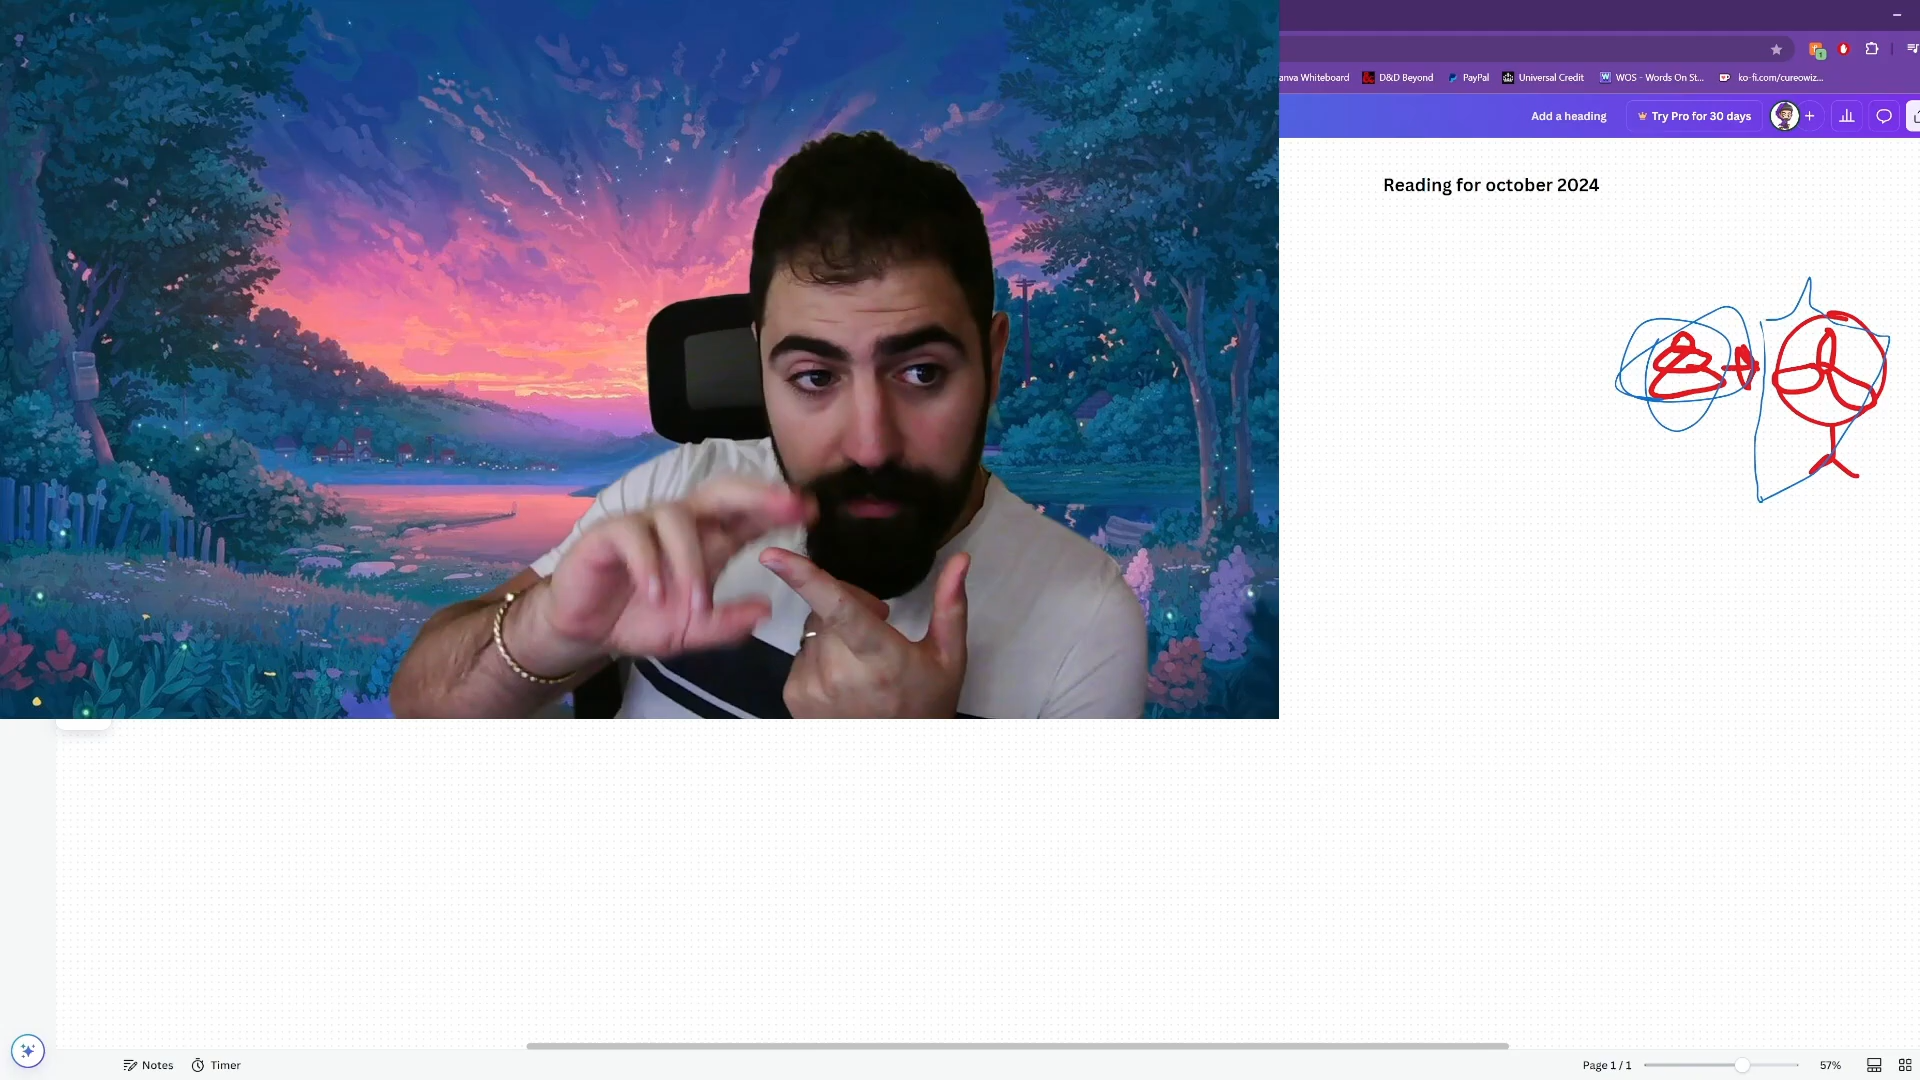 anva Whiteboard
D&D Beyond
PayPal
Universal Credit
WOS - Words On St...
ko-fi.com/cureowiz...
Add a heading
Try Pro for 30 days
1
Reading for october 2024
Notes
Timer
Page 1 / 1
57%